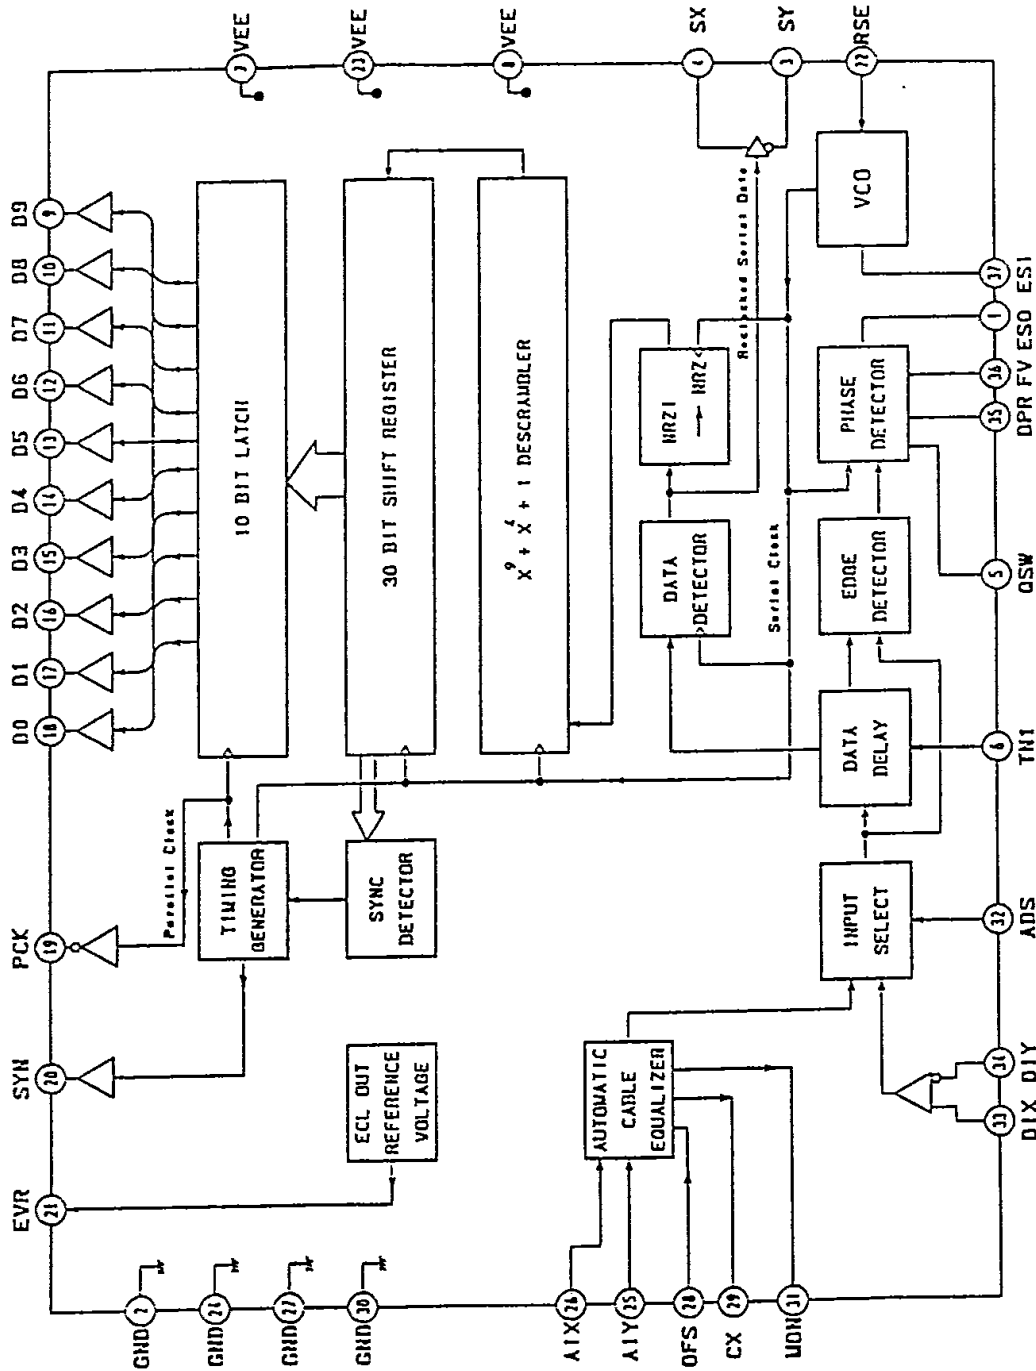 D9
9
D8
10
D7
11
D6
12
D5
13
D4
14
D3
15
D2
16
D1
17
D0
18
PCK
19
SYN
20
EVR
21
VEE
7
VEE
23
VEE
8
SX
4
SY
3
RSE
22
10 BIT LATCH
30 BIT SHIFT REGISTER
X⁹ + X⁴ + 1 DESCRAMBLER
Parallel Clock
TIMING
GENERATOR
SYNC
DETECTOR
ECL OUT
REFERENCE
VOLTAGE
NRZI
→ NRZ
DATA
DETECTOR
Reclocked Serial Data
Serial Clock
VCO
PHASE
DETECTOR
EDGE
DETECTOR
DATA
DELAY
INPUT
SELECT
AUTOMATIC
CABLE
EQUALIZER
GND
2
GND
24
GND
27
GND
30
AIX
26
AIY
25
OFS
28
CX
29
MON
31
ESI
37
ESO
1
FV
36
DPR
35
QSW
5
TN1
6
ADS
32
DIY
34
DIX
33